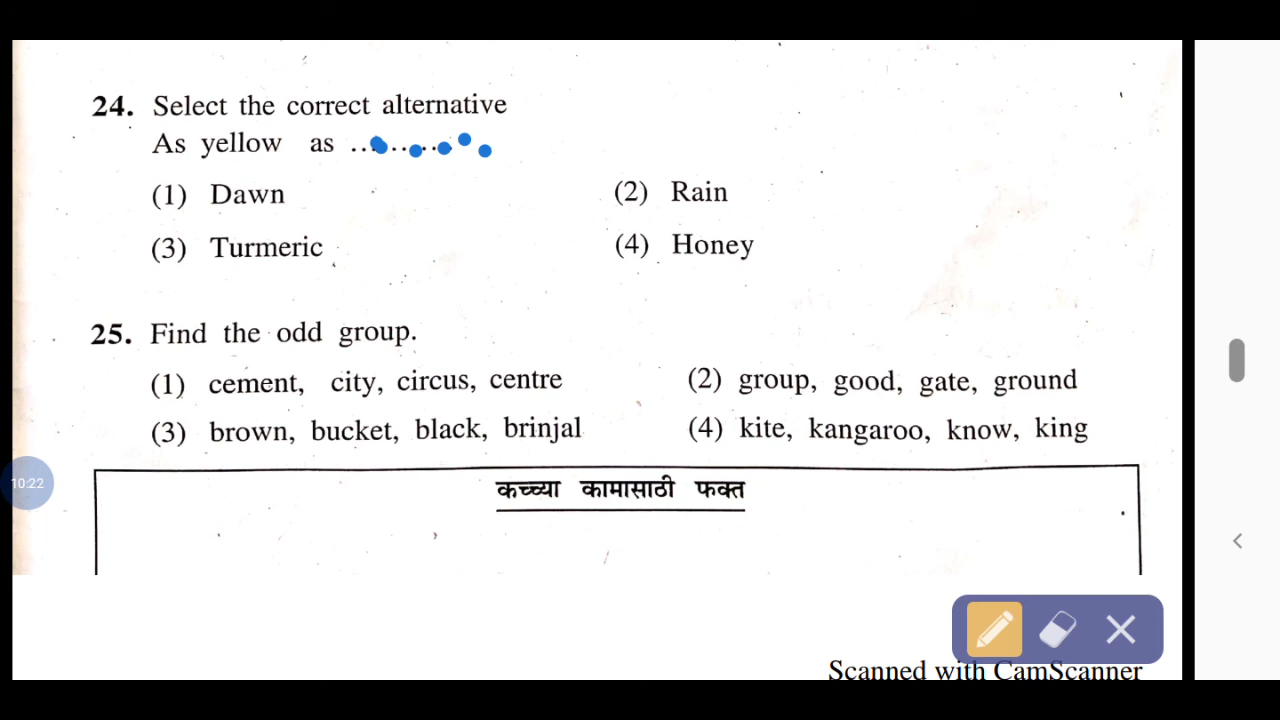 24. Select the correct alternative
As yellow as ..........
(1) Dawn (2) Rain
(3) Turmeric (4) Honey
25. Find the odd group.
(1) cement, city, circus, centre (2) group, good, gate, ground
(3) brown, bucket, black, brinjal (4) kite, kangaroo, know, king
10:22
कच्च्या कामासाठी फक्त
Scanned with CamScanner